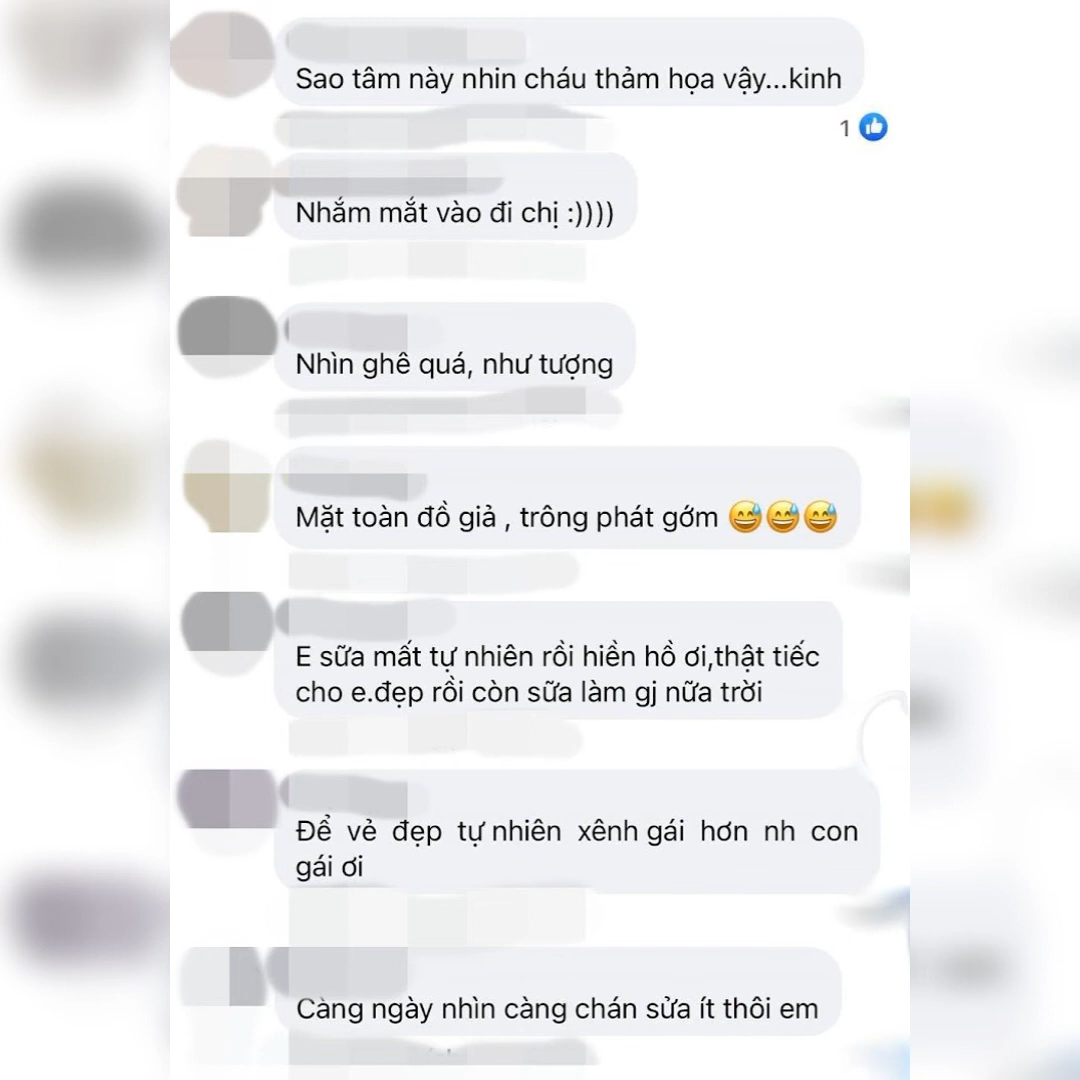 Sao tâm này nhin cháu thảm họa vậy...kinh
1
Nhắm mắt vào đi chị :))))
Nhìn ghê quá, như tượng
Mặt toàn đồ giả , trông phát gớm 😅😅😅
E sữa mất tự nhiên rồi hiền hồ ơi,thật tiếc
cho e.đẹp rồi còn sữa làm gj nữa trời
Để vẻ đẹp tự nhiên xênh gái hơn nh con
gái ơi
Càng ngày nhìn càng chán sửa ít thôi em